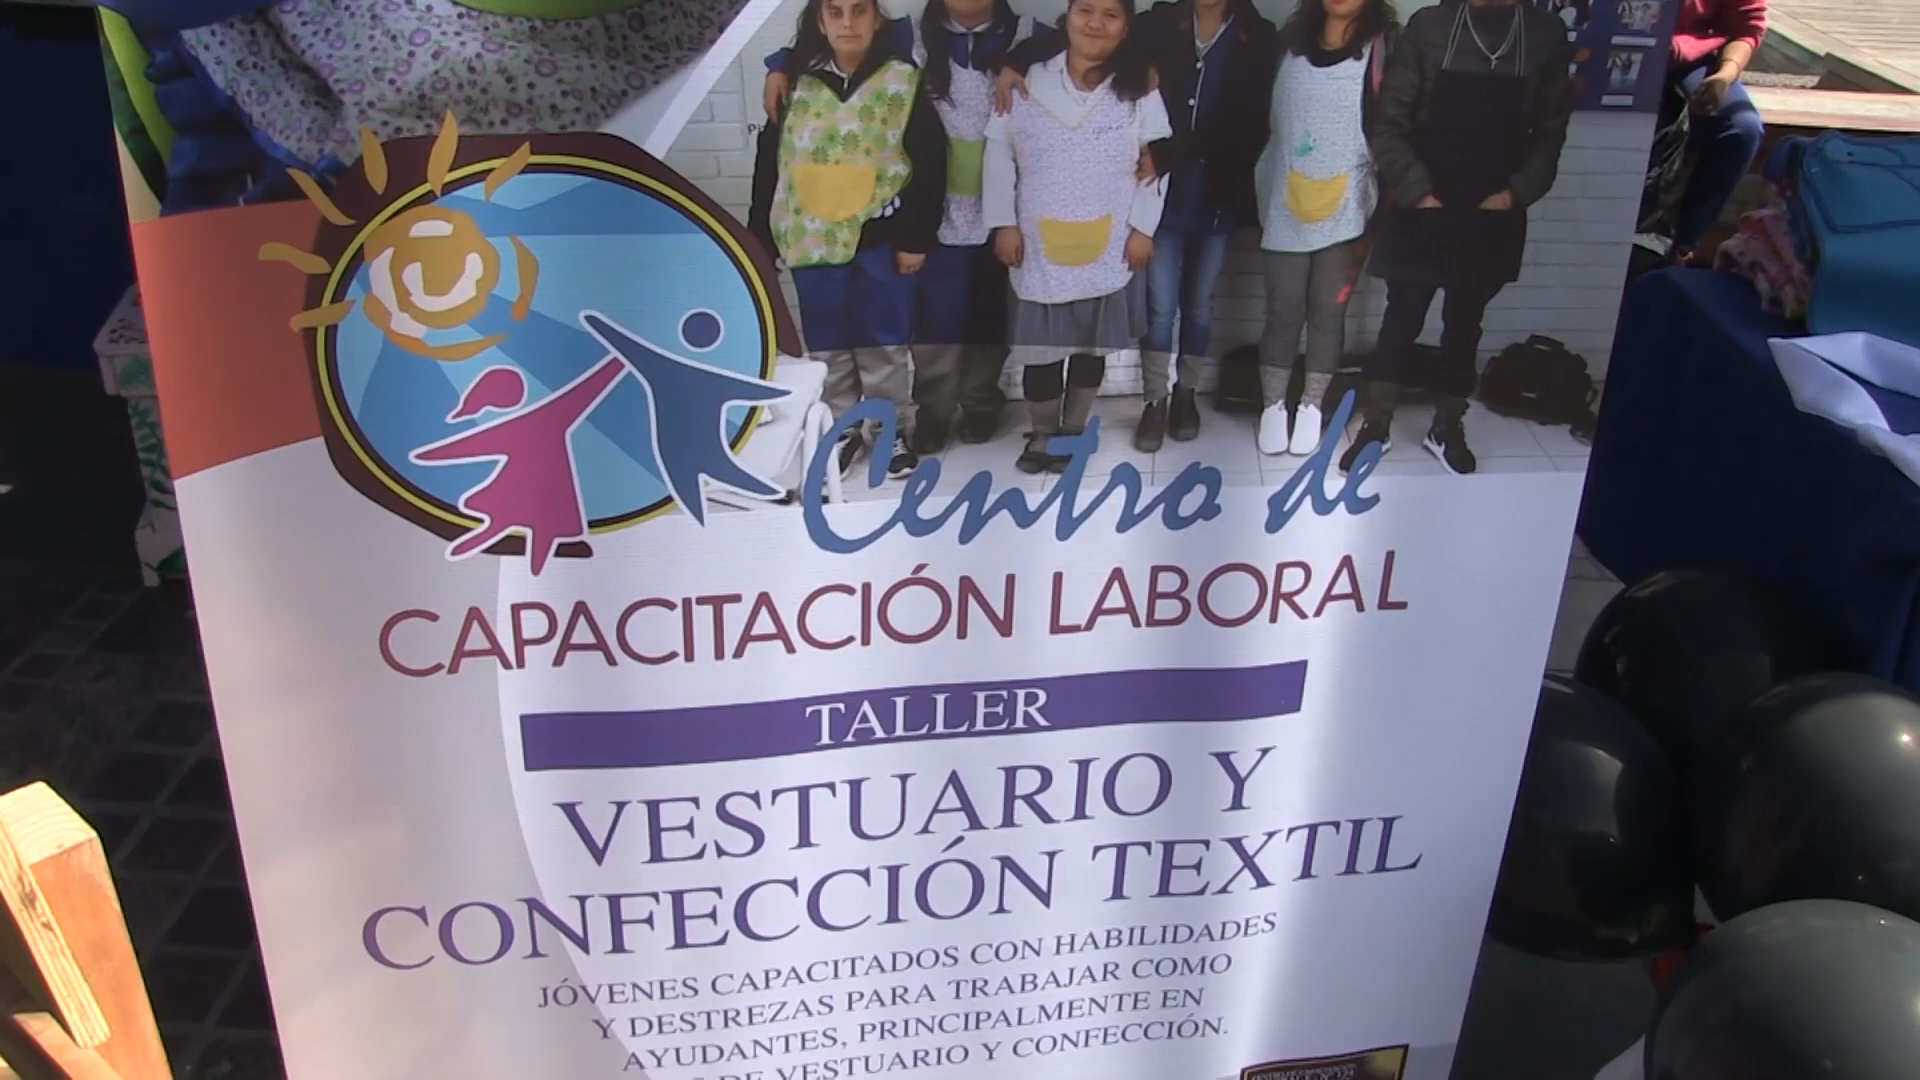 Centro de
CAPACITACIÓN LABORAL
TALLER
VESTUARIO Y
CONFECCIÓN TEXTIL
JÓVENES CAPACITADOS CON HABILIDADES
Y DESTREZAS PARA TRABAJAR COMO
AYUDANTES, PRINCIPALMENTE EN
DE VESTUARIO Y CONFECCIÓN.